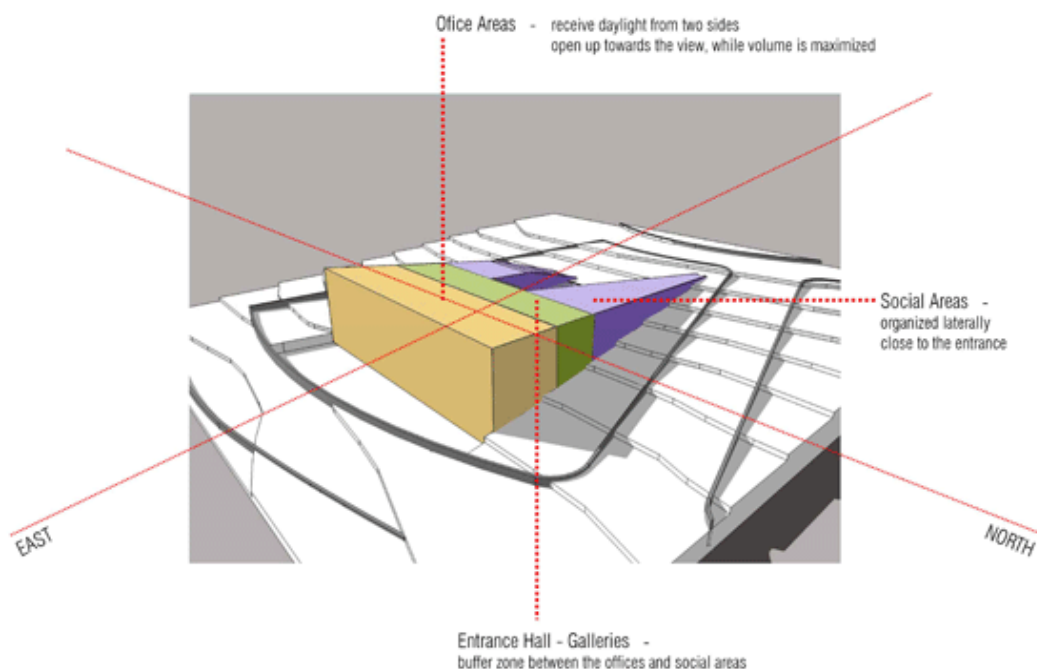 Ofice Areas - receive daylight from two sides
open up towards the view, while volume is maximized
Social Areas -
organized laterally
close to the entrance
EAST
NORTH
Entrance Hall - Galleries -
buffer zone between the offices and social areas